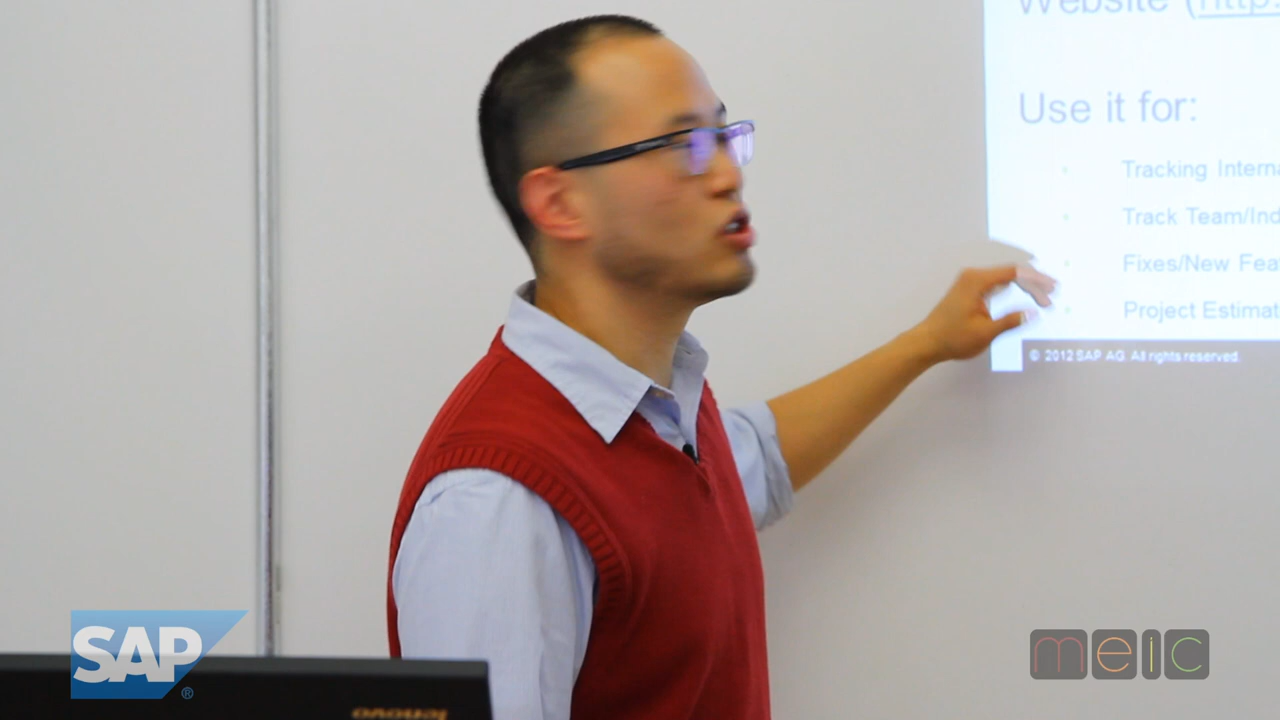 Website (http:
Use it for:
Tracking Interna
Track Team/Ind
Fixes/New Fea
Project Estimat
© 2012 SAP AG. All rights reserved.
SAP®
meic
lenovo